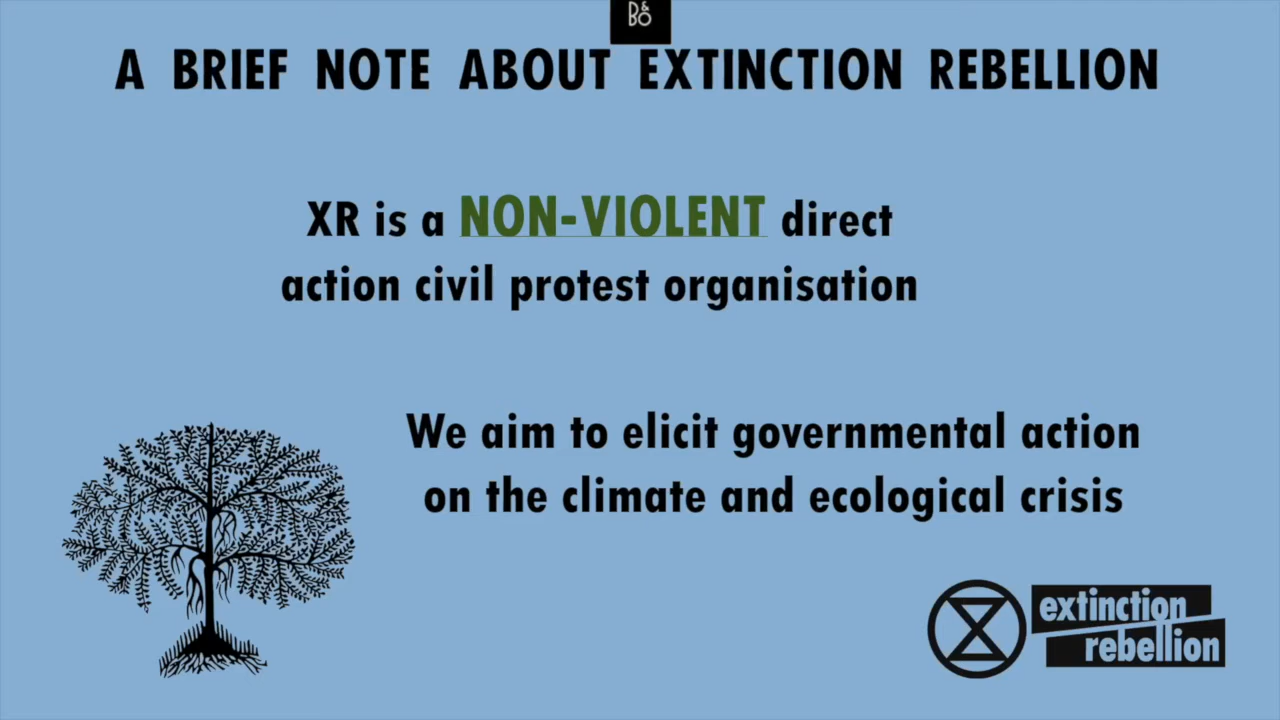 B&O
A BRIEF NOTE ABOUT EXTINCTION REBELLION
XR is a NON-VIOLENT direct
action civil protest organisation
We aim to elicit governmental action
on the climate and ecological crisis
extinction
rebellion